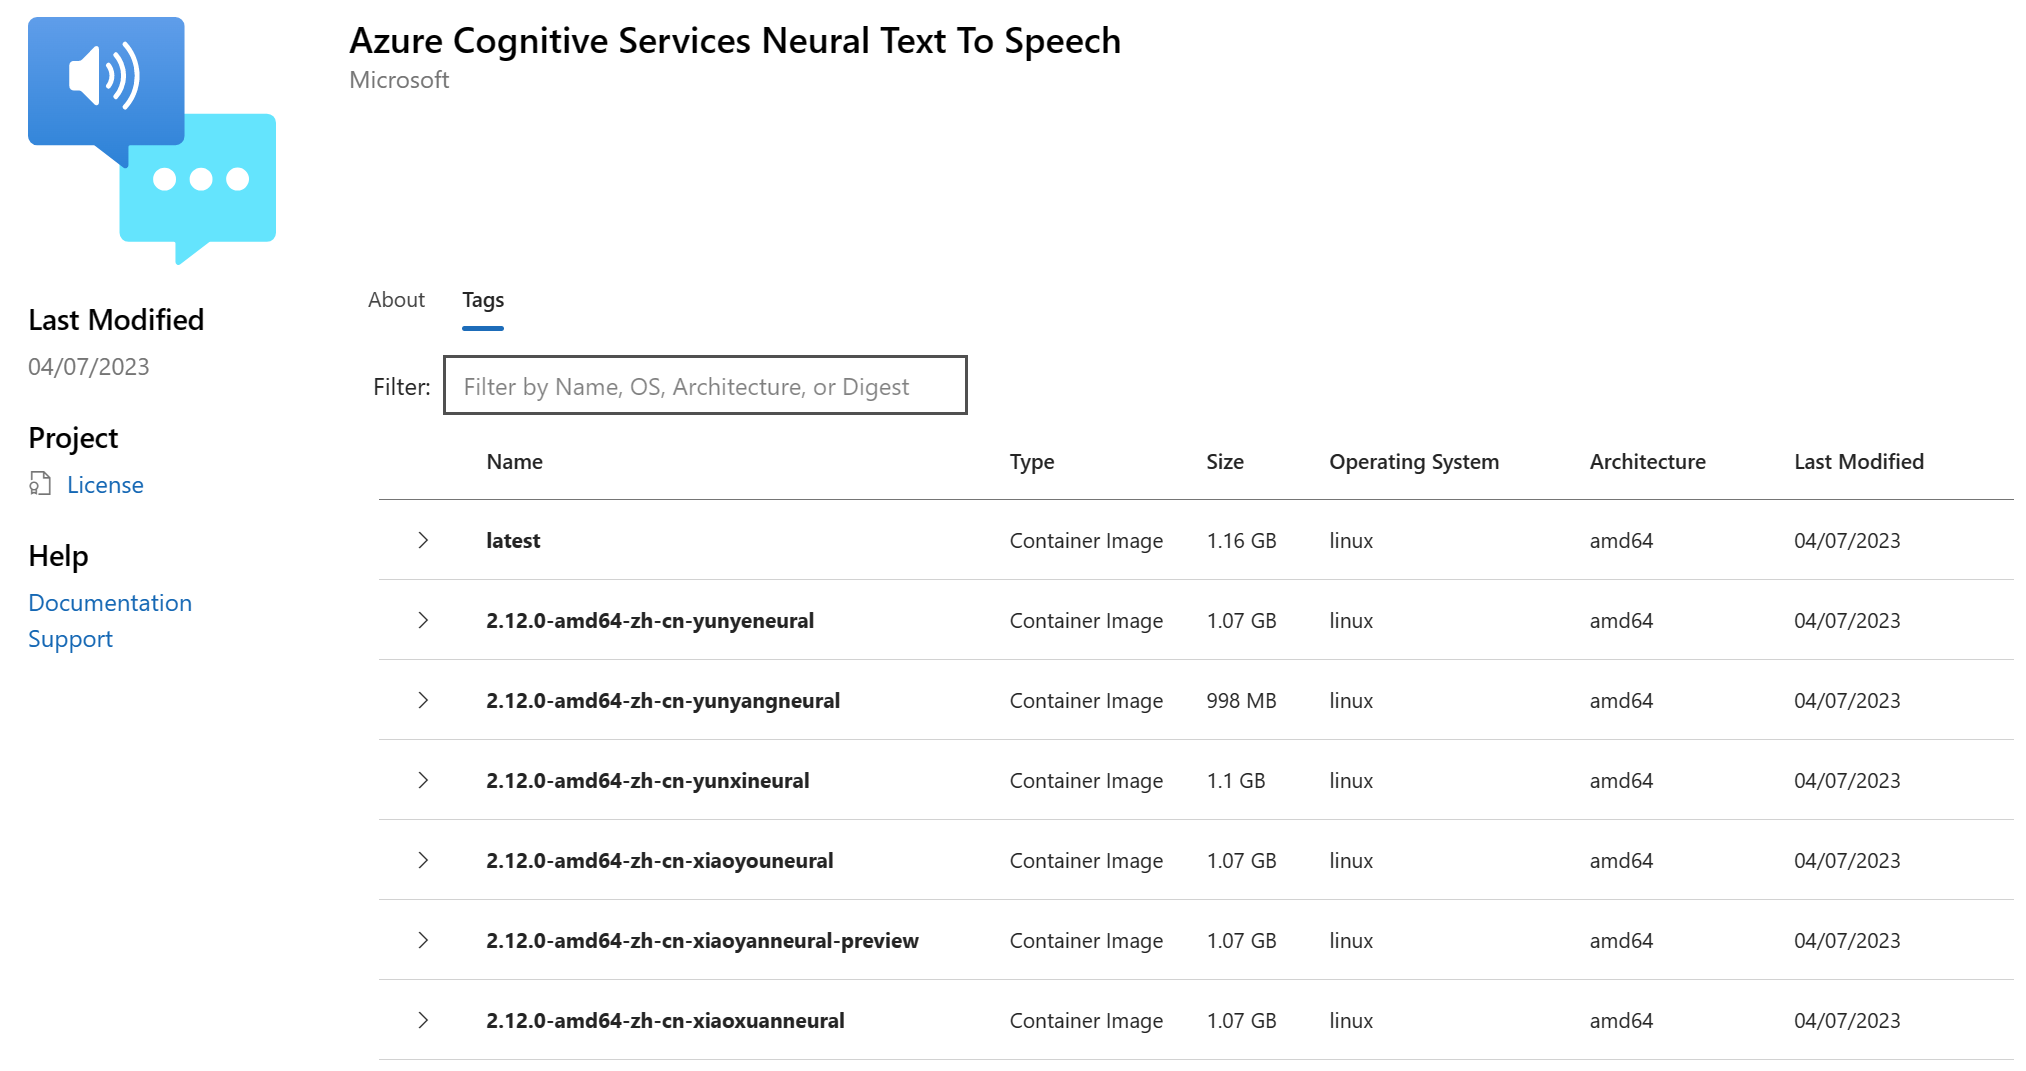 Azure Cognitive Services Neural Text To Speech
Microsoft
Last Modified
04/07/2023
Project
License
Help
Documentation
Support
About Tags
Filter: Filter by Name, OS, Architecture, or Digest
Name Type Size Operating System Architecture Last Modified
latest Container Image 1.16 GB linux amd64 04/07/2023
2.12.0-amd64-zh-cn-yunyeneural Container Image 1.07 GB linux amd64 04/07/2023
2.12.0-amd64-zh-cn-yunyangneural Container Image 998 MB linux amd64 04/07/2023
2.12.0-amd64-zh-cn-yunxineural Container Image 1.1 GB linux amd64 04/07/2023
2.12.0-amd64-zh-cn-xiaoyouneural Container Image 1.07 GB linux amd64 04/07/2023
2.12.0-amd64-zh-cn-xiaoyanneural-preview Container Image 1.07 GB linux amd64 04/07/2023
2.12.0-amd64-zh-cn-xiaoxuanneural Container Image 1.07 GB linux amd64 04/07/2023